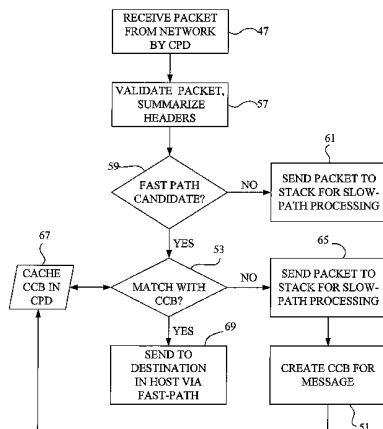 RECEIVE PACKET
FROM NETWORK
BY CPD
47
VALIDATE PACKET,
SUMMARIZE
HEADERS
57
59
FAST PATH
CANDIDATE?
NO
61
SEND PACKET TO
STACK FOR SLOW-
PATH PROCESSING
YES
67
CACHE
CCB IN
CPD
53
MATCH WITH
CCB?
NO
65
SEND PACKET TO
STACK FOR SLOW-
PATH PROCESSING
YES
69
SEND TO
DESTINATION
IN HOST VIA
FAST-PATH
CREATE CCB FOR
MESSAGE
51